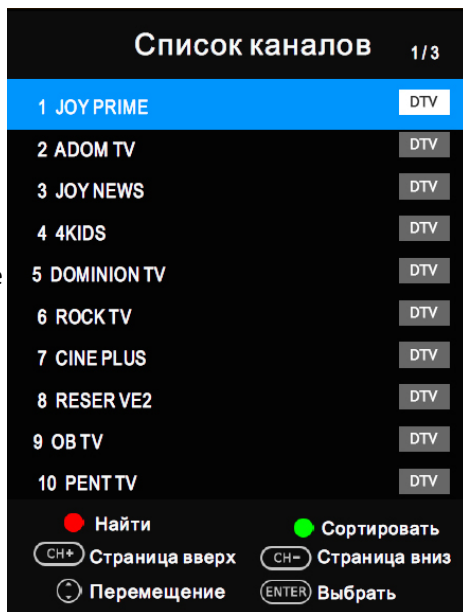 Список каналов 1/3
1 JOY PRIME DTV
2 ADOM TV DTV
3 JOY NEWS DTV
4 4KIDS DTV
5 DOMINION TV DTV
6 ROCK TV DTV
7 CINE PLUS DTV
8 RESER VE2 DTV
9 OB TV DTV
10 PENT TV DTV
Найти Сортировать
CH+ Страница вверх CH- Страница вниз
Перемещение ENTER Выбрать